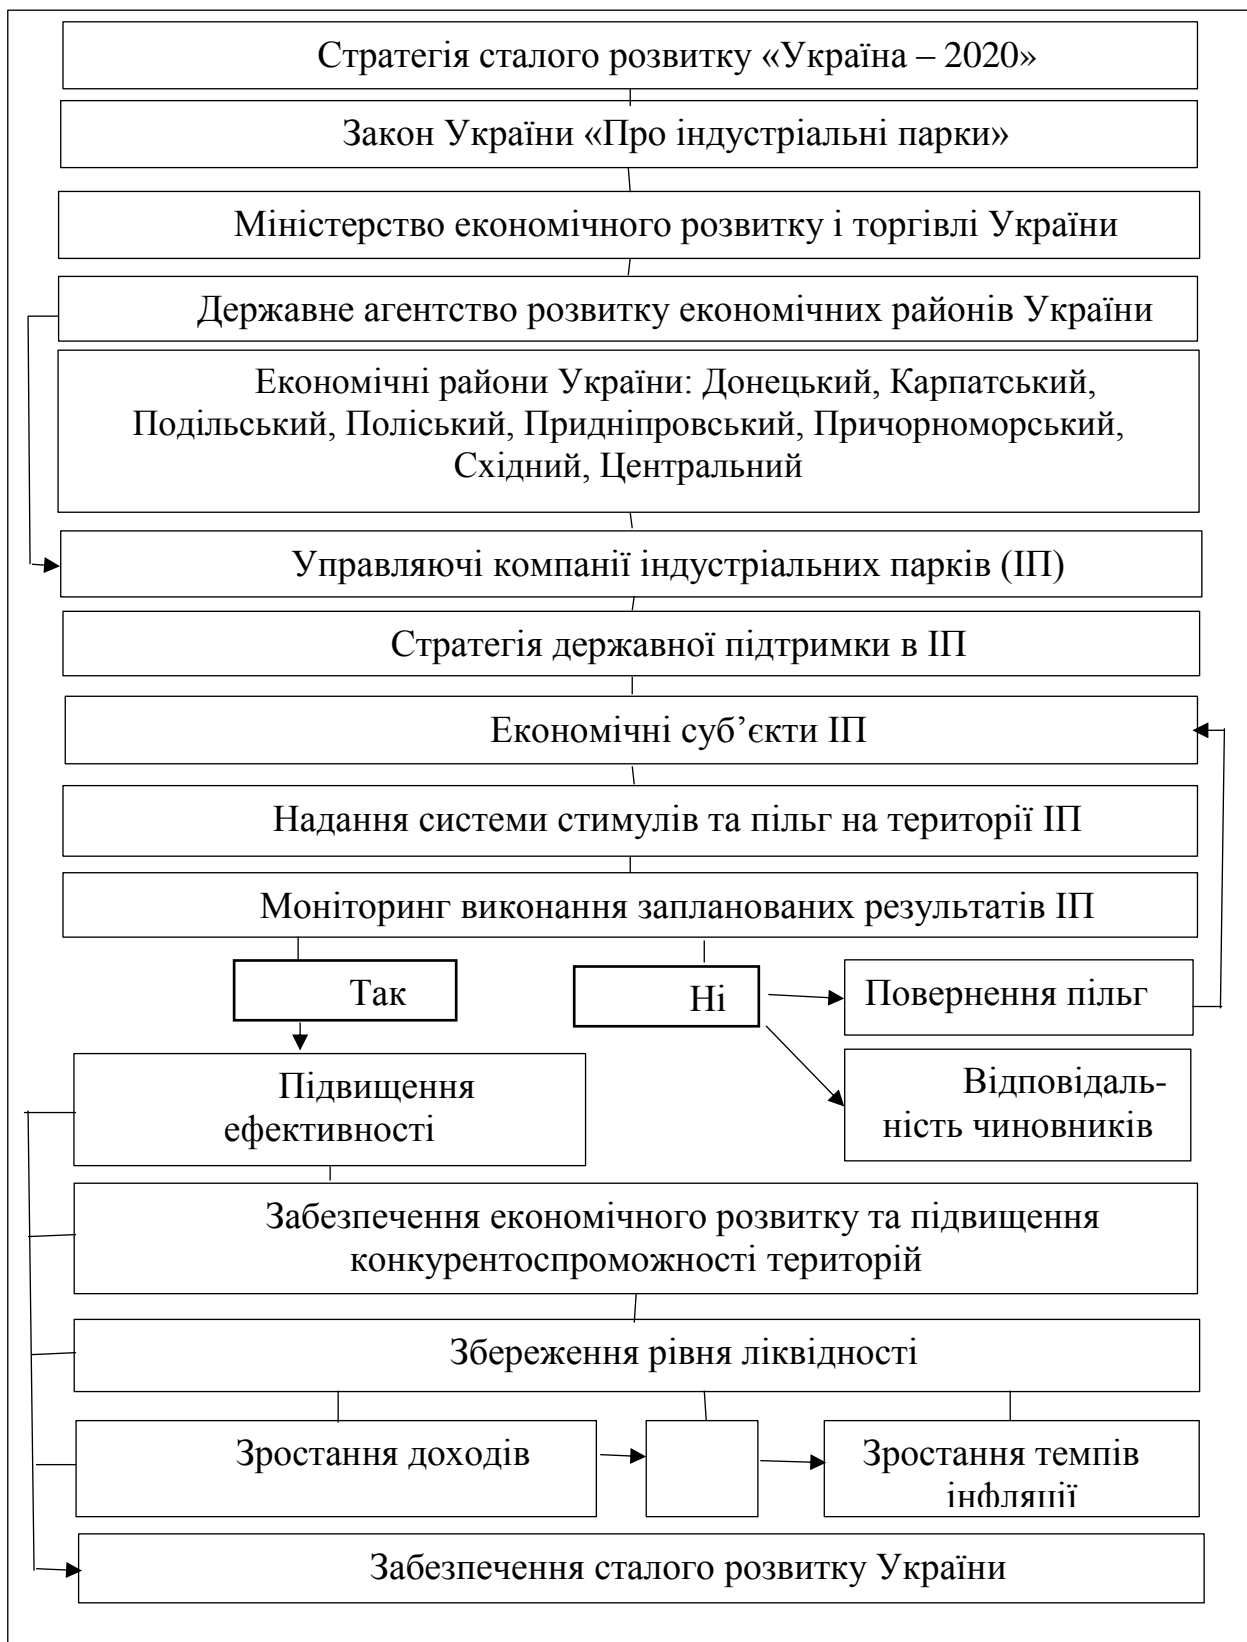 Стратегія сталого розвитку «Україна – 2020»
Закон України «Про індустріальні парки»
Міністерство економічного розвитку і торгівлі України
Державне агентство розвитку економічних районів України
Економічні райони України: Донецький, Карпатський,
Подільський, Поліський, Придніпровський, Причорноморський,
Східний, Центральний
Управляючі компанії індустріальних парків (ІП)
Стратегія державної підтримки в ІП
Економічні суб’єкти ІП
Надання системи стимулів та пільг на території ІП
Моніторинг виконання запланованих результатів ІП
Так
Ні
Повернення пільг
Відповідаль-
ність чиновників
Підвищення
ефективності
Забезпечення економічного розвитку та підвищення
конкурентоспроможності територій
Збереження рівня ліквідності
Зростання доходів
Зростання темпів
інфляції
Забезпечення сталого розвитку України